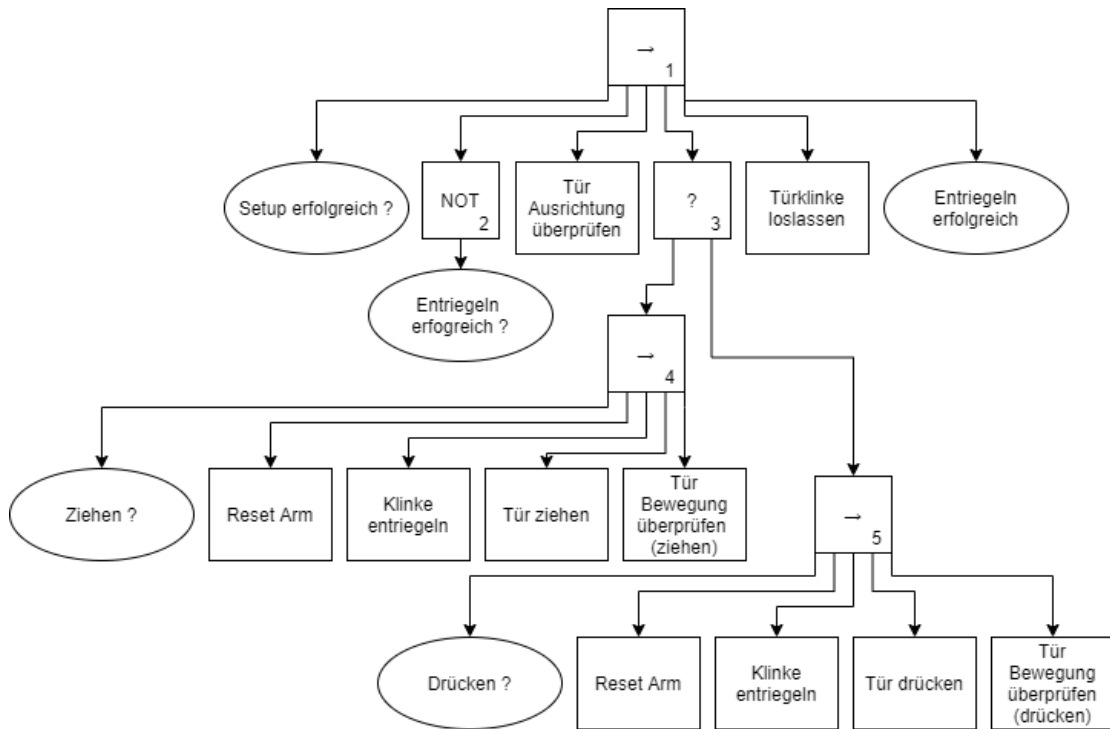 →
1
Setup erfolgreich ?
NOT
2
Tür
Ausrichtung
überprüfen
?
3
Türklinke
loslassen
Entriegeln
erfolgreich
Entriegeln
erfogreich ?
→
4
Ziehen ?
Reset Arm
Klinke
entriegeln
Tür ziehen
Tür
Bewegung
überprüfen
(ziehen)
→
5
Drücken ?
Reset Arm
Klinke
entriegeln
Tür drücken
Tür
Bewegung
überprüfen
(drücken)